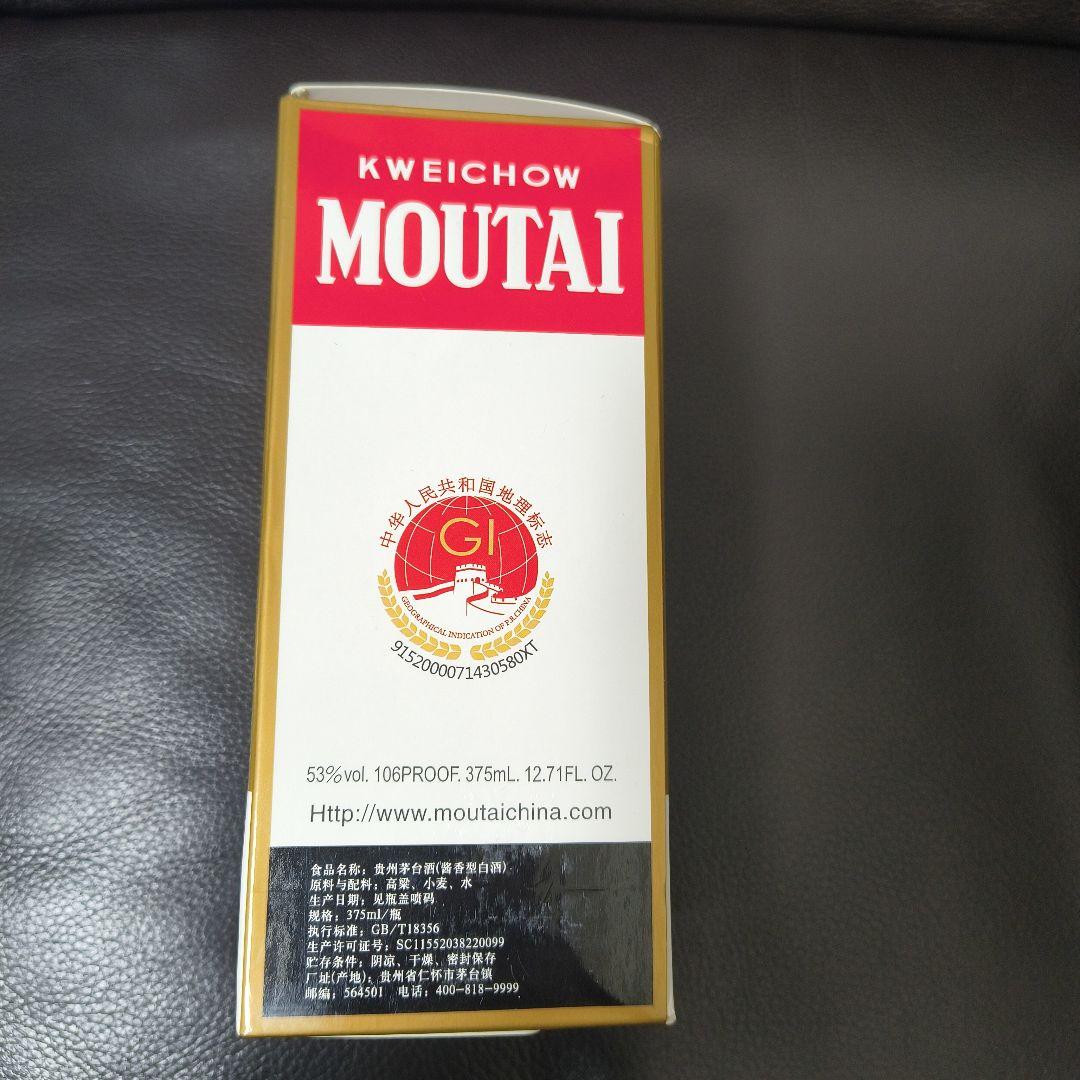 KWEICHOW
MOUTAI
中华人民共和国地理标志
GI
GEOGRAPHICAL INDICATION OF P.R.CHINA
9152000071430580XT
53%vol. 106PROOF. 375mL. 12.71FL. OZ.
Http://www.moutaichina.com
食品名称：贵州茅台酒(酱香型白酒)
原料与配料：高粱、小麦、水
生产日期：见瓶盖喷码
规格：375ml/瓶
执行标准：GB/T18356
生产许可证号：SC11552038220099
贮存条件：阴凉、干燥、密封保存
厂址(产地)：贵州省仁怀市茅台镇
邮编：564501 电话：400-818-9999